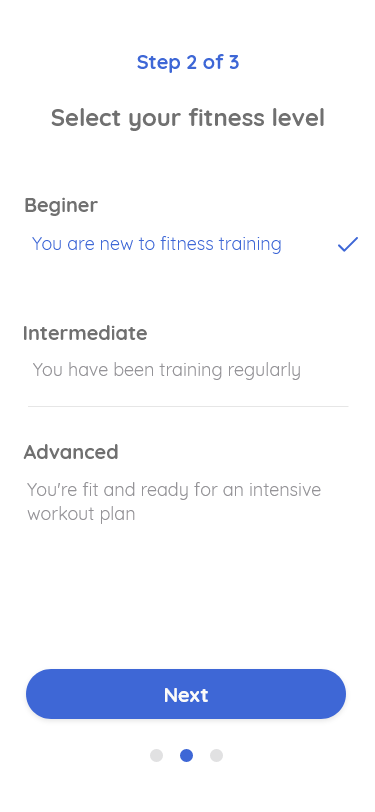 Step 2 of 3
Select your fitness level
Beginer
You are new to fitness training
Intermediate
You have been training regularly
Advanced
You're fit and ready for an intensive
workout plan
Next